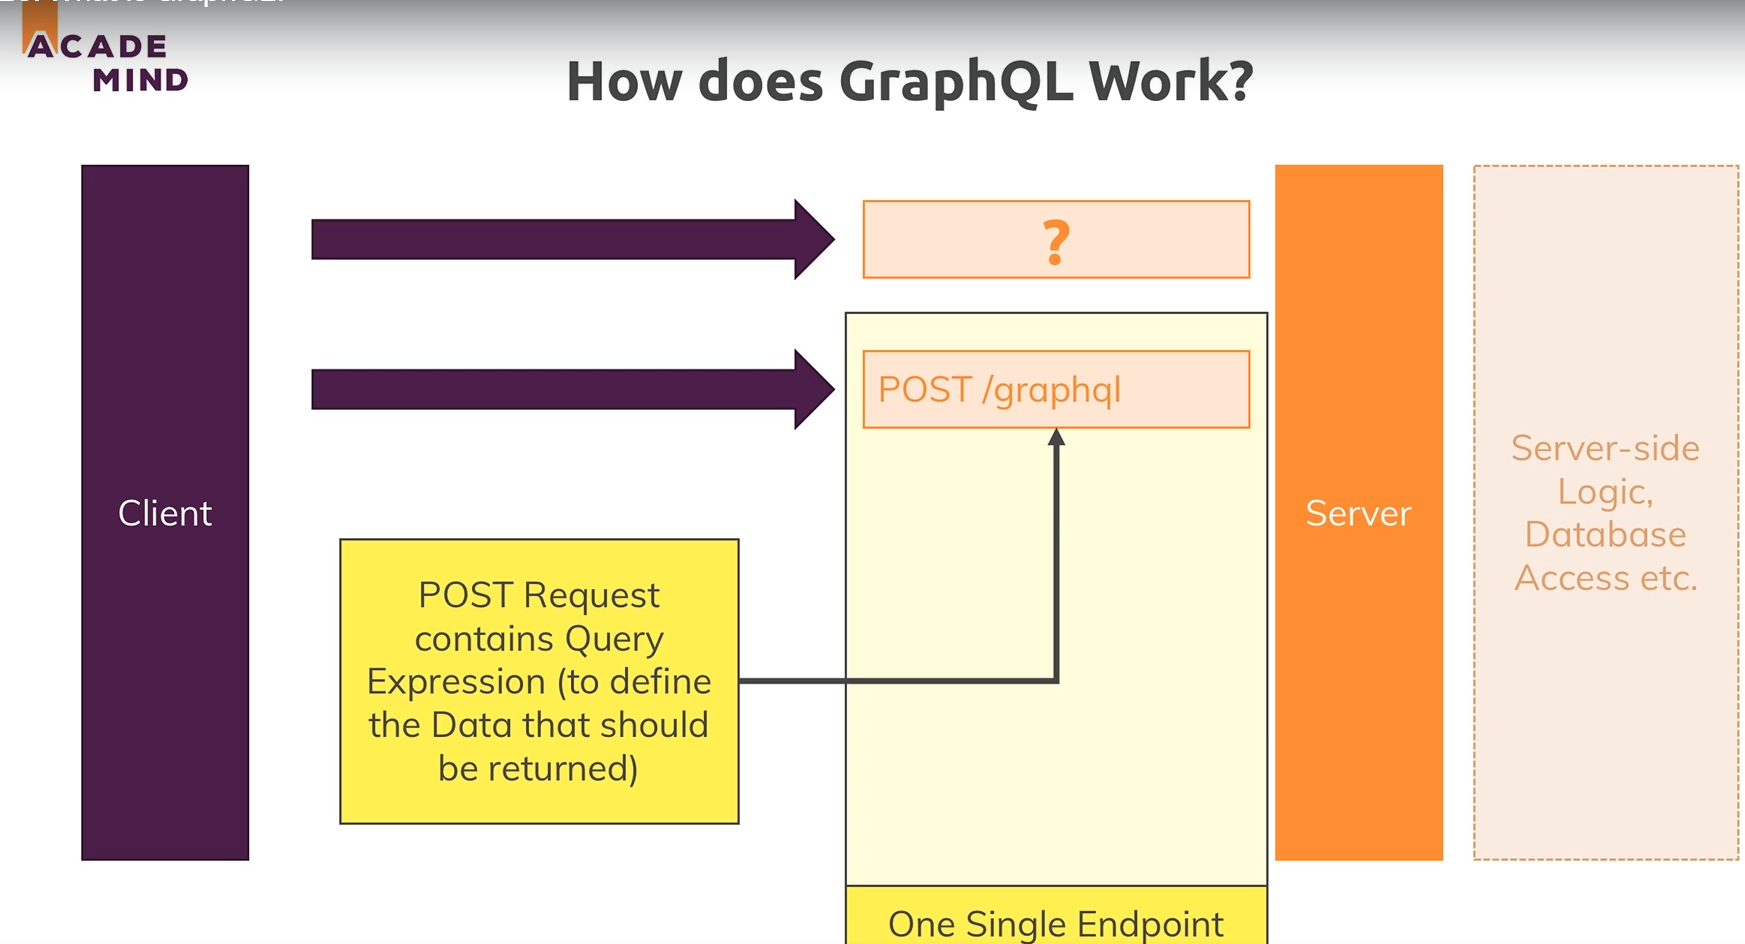 ACADE
MIND
How does GraphQL Work?
?
POST /graphql
Client
POST Request
contains Query
Expression (to define
the Data that should
be returned)
Server
Server-side
Logic,
Database
Access etc.
One Single Endpoint